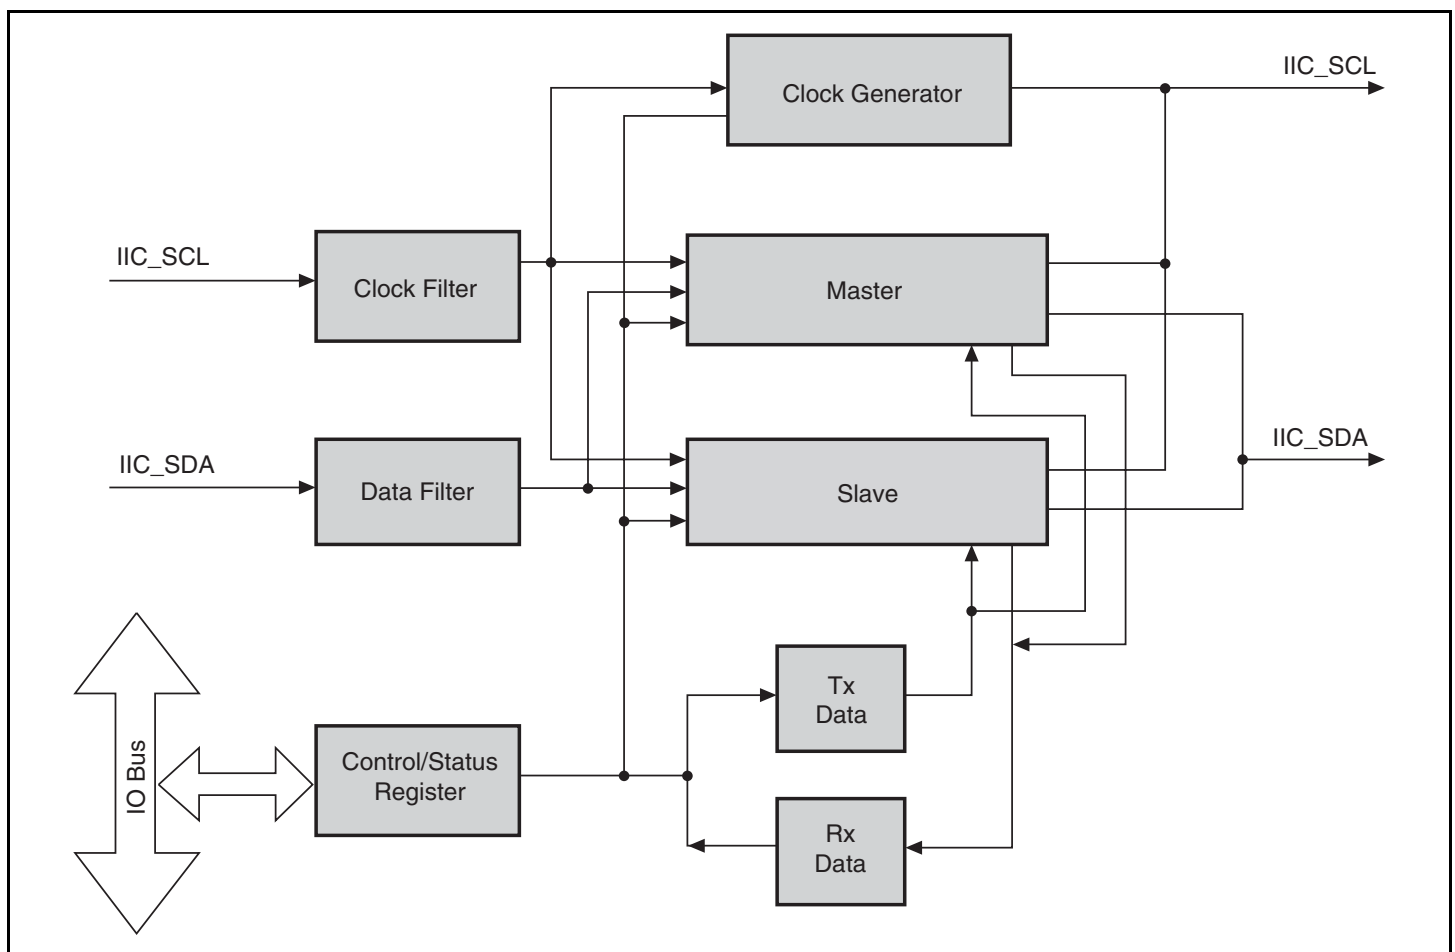 Clock Generator
IIC_SCL
IIC_SCL
Clock Filter
Master
IIC_SDA
Data Filter
Slave
IIC_SDA
IO Bus
Control/Status
Register
Tx
Data
Rx
Data